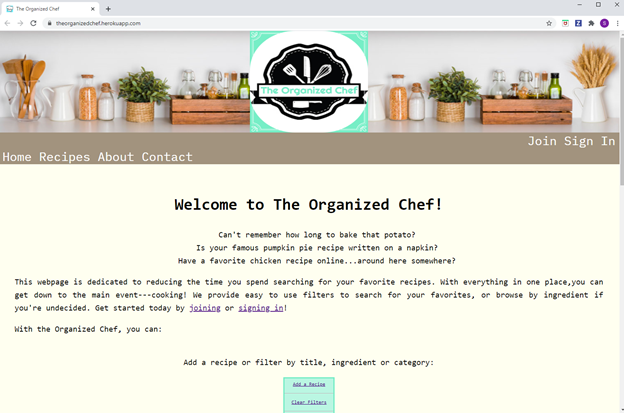 The Organized Chef
theorganizedchef.herokuapp.com
S
The Organized Chef
Join Sign In
Home Recipes About Contact
Welcome to The Organized Chef!
Can't remember how long to bake that potato?
Is your famous pumpkin pie recipe written on a napkin?
Have a favorite chicken recipe online...around here somewhere?
This webpage is dedicated to reducing the time you spend searching for your favorite recipes. With everything in one place,you can
get down to the main event---cooking! We provide easy to use filters to search for your favorites, or browse by ingredient if
you're undecided. Get started today by joining or signing in!
With the Organized Chef, you can:
Add a recipe or filter by title, ingredient or category:
Add a Recipe
Clear Filters